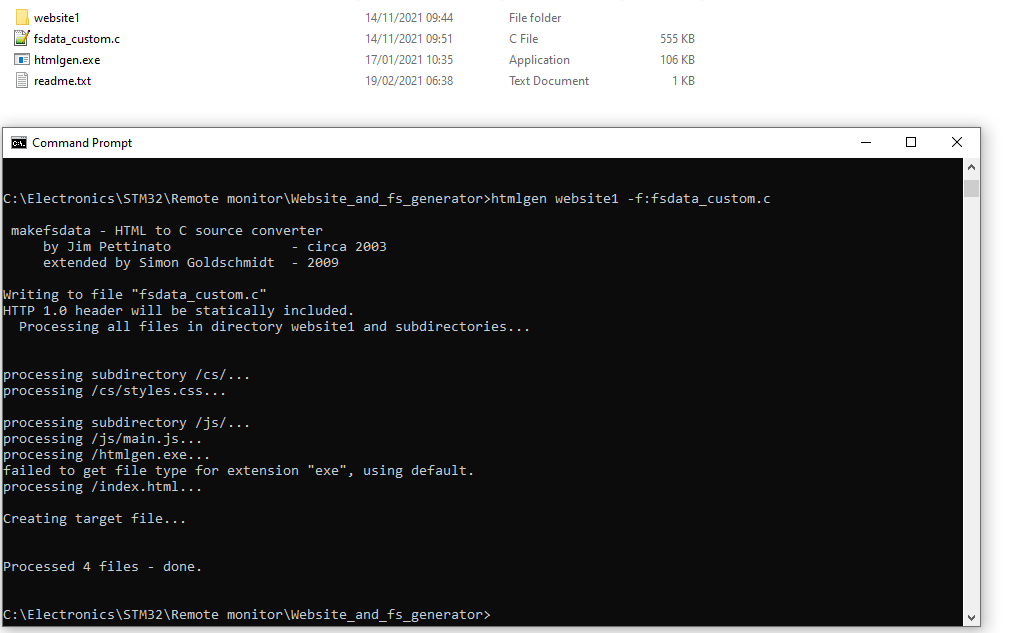 website1 14/11/2021 09:44 File folder
fsdata_custom.c 14/11/2021 09:51 C File 555 KB
htmlgen.exe 17/01/2021 10:35 Application 106 KB
readme.txt 19/02/2021 06:38 Text Document 1 KB
Command Prompt
C:\Electronics\STM32\Remote monitor\Website_and_fs_generator>htmlgen website1 -f:fsdata_custom.c
makefsdata - HTML to C source converter
by Jim Pettinato - circa 2003
extended by Simon Goldschmidt - 2009
Writing to file "fsdata_custom.c"
HTTP 1.0 header will be statically included.
Processing all files in directory website1 and subdirectories...
processing subdirectory /cs/...
processing /cs/styles.css...
processing subdirectory /js/...
processing /js/main.js...
processing /htmlgen.exe...
failed to get file type for extension "exe", using default.
processing /index.html...
Creating target file...
Processed 4 files - done.
C:\Electronics\STM32\Remote monitor\Website_and_fs_generator>